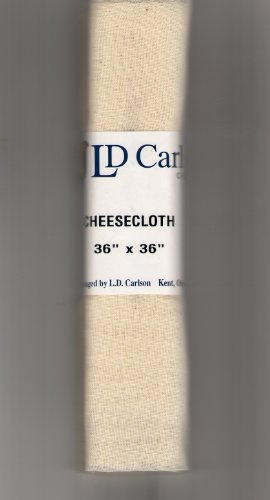 LD Carl
CHEESECLOTH
36" x 36"
aged by L.D. Carlson Kent,